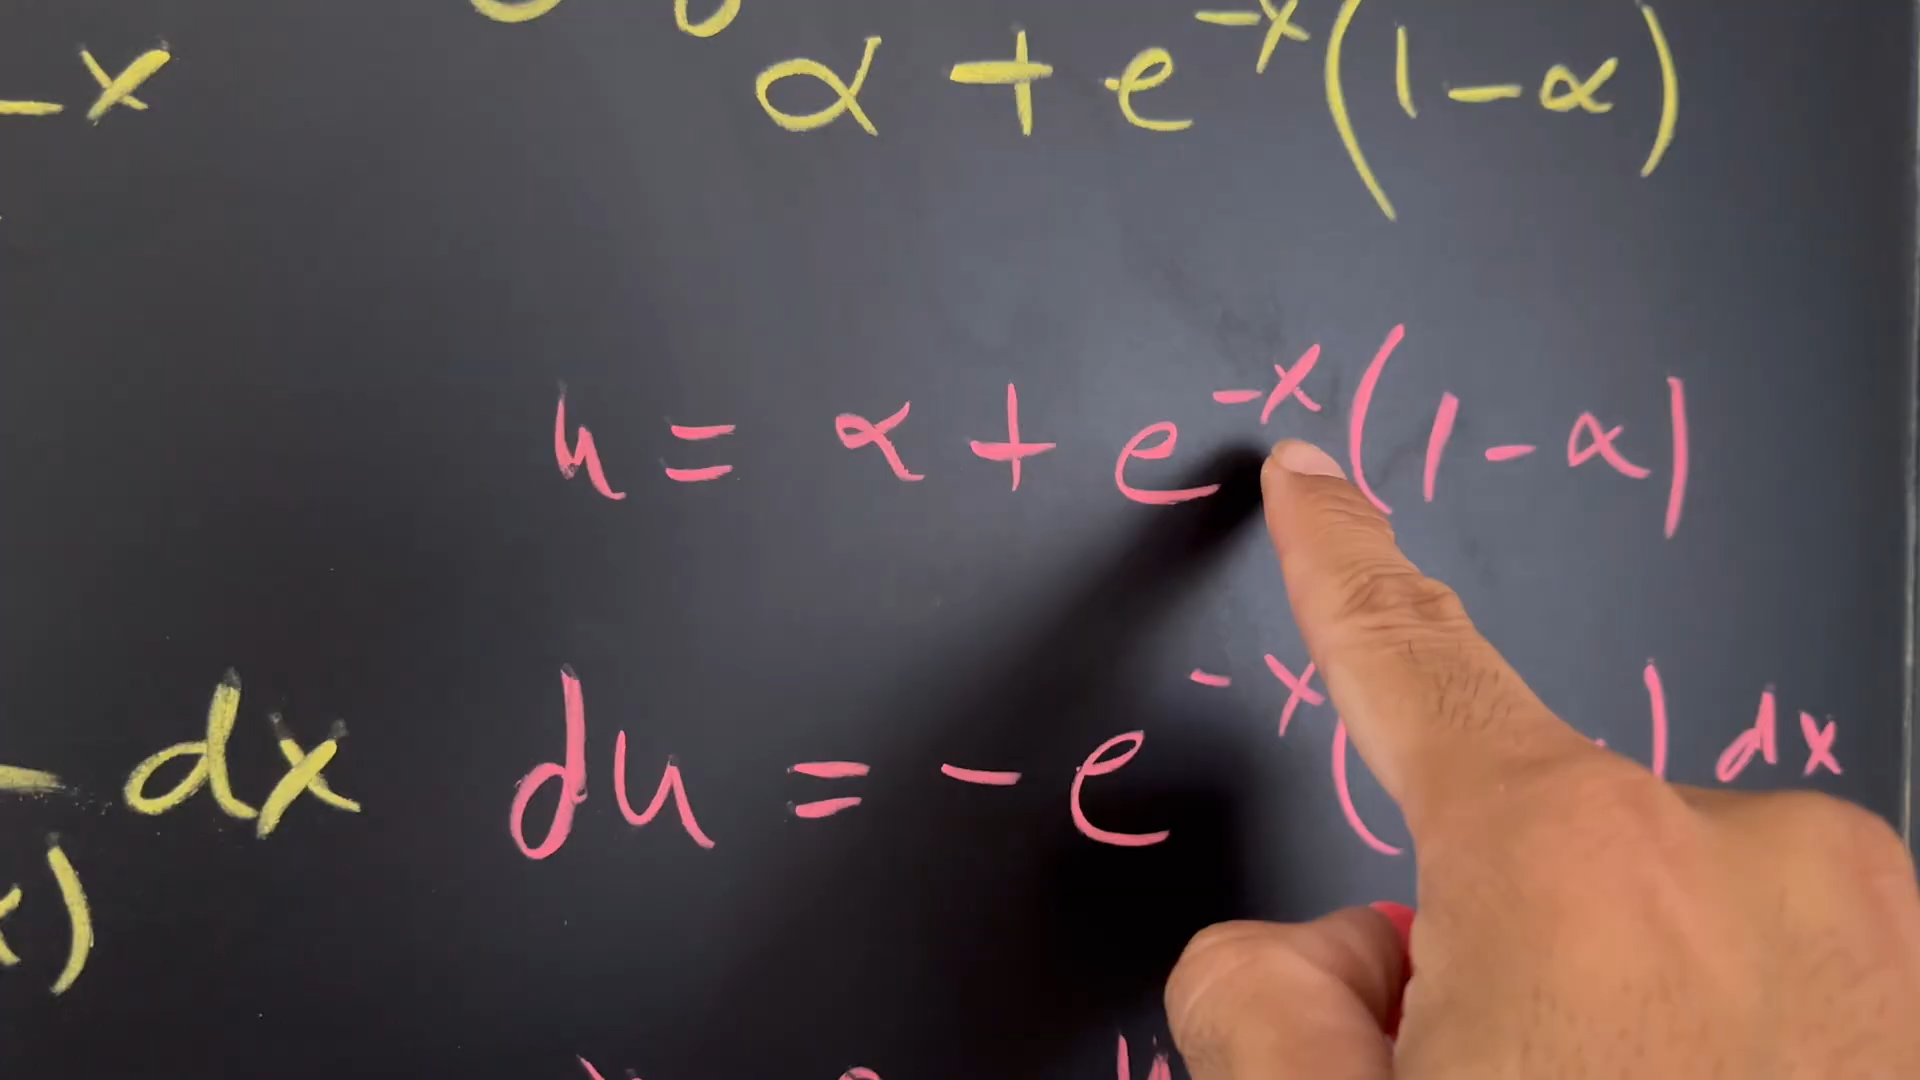 -x
α + e^{-x}(1-α)
u = α + e^{-x}(1-α)
- dx
du = -e^{-x}( ) dx
)